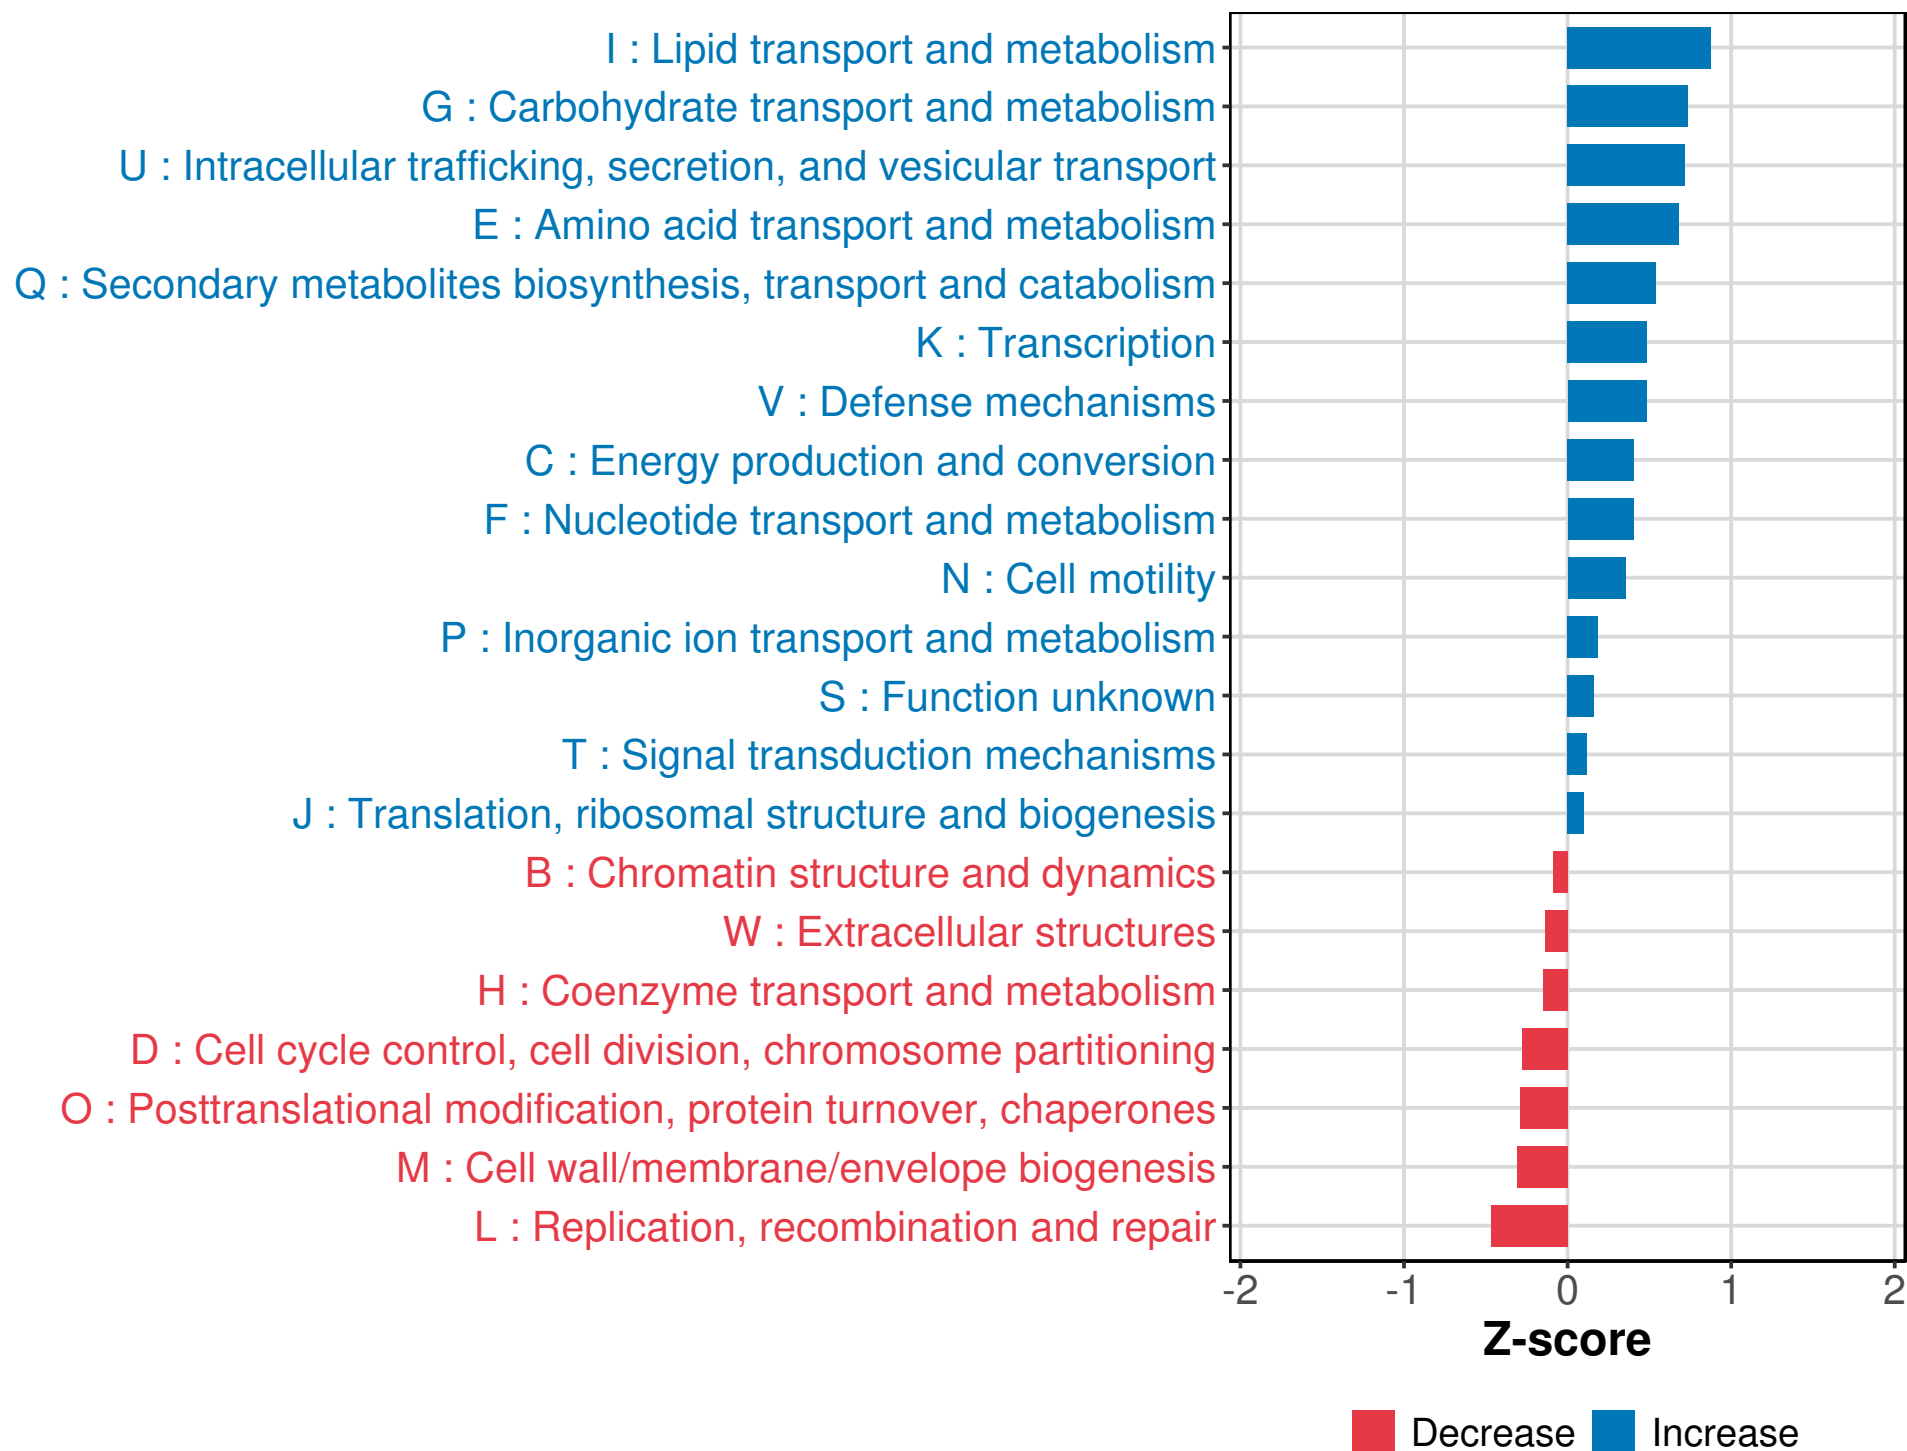 I : Lipid transport and metabolism
G : Carbohydrate transport and metabolism
U : Intracellular trafficking, secretion, and vesicular transport
E : Amino acid transport and metabolism
Q : Secondary metabolites biosynthesis, transport and catabolism
K : Transcription
V : Defense mechanisms
C : Energy production and conversion
F : Nucleotide transport and metabolism
N : Cell motility
P : Inorganic ion transport and metabolism
S : Function unknown
T : Signal transduction mechanisms
J : Translation, ribosomal structure and biogenesis
B : Chromatin structure and dynamics
W : Extracellular structures
H : Coenzyme transport and metabolism
D : Cell cycle control, cell division, chromosome partitioning
O : Posttranslational modification, protein turnover, chaperones
M : Cell wall/membrane/envelope biogenesis
L : Replication, recombination and repair
-2 -1 0 1 2
Z-score
Decrease Increase